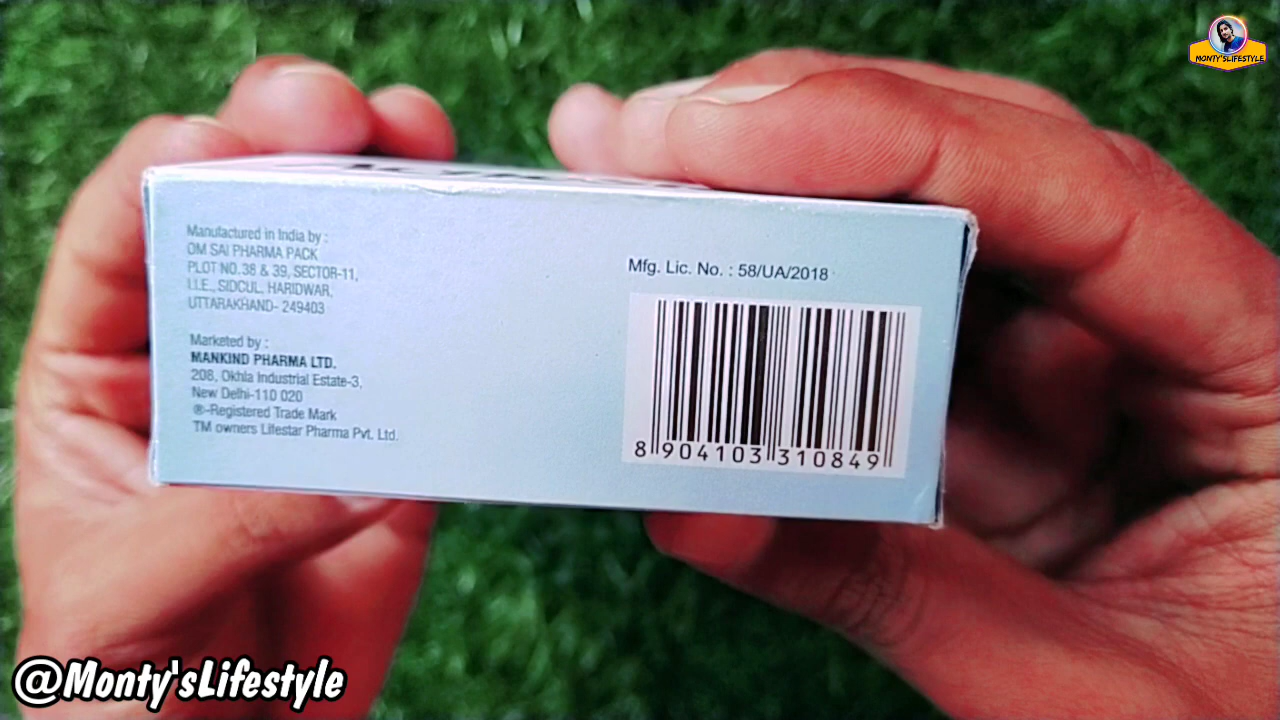 MONTY'SLIFESTYLE
Manufactured in India by :
OM SAI PHARMA PACK
PLOT NO. 38 & 39, SECTOR-11,
I.I.E., SIDCUL, HARIDWAR,
UTTARAKHAND- 249403
Marketed by :
MANKIND PHARMA LTD.
208, Okhla Industrial Estate-3,
New Delhi-110 020
®-Registered Trade Mark
TM owners Lifestar Pharma Pvt. Ltd.
Mfg. Lic. No. : 58/UA/2018
8 904103 310849
@Monty'sLifestyle